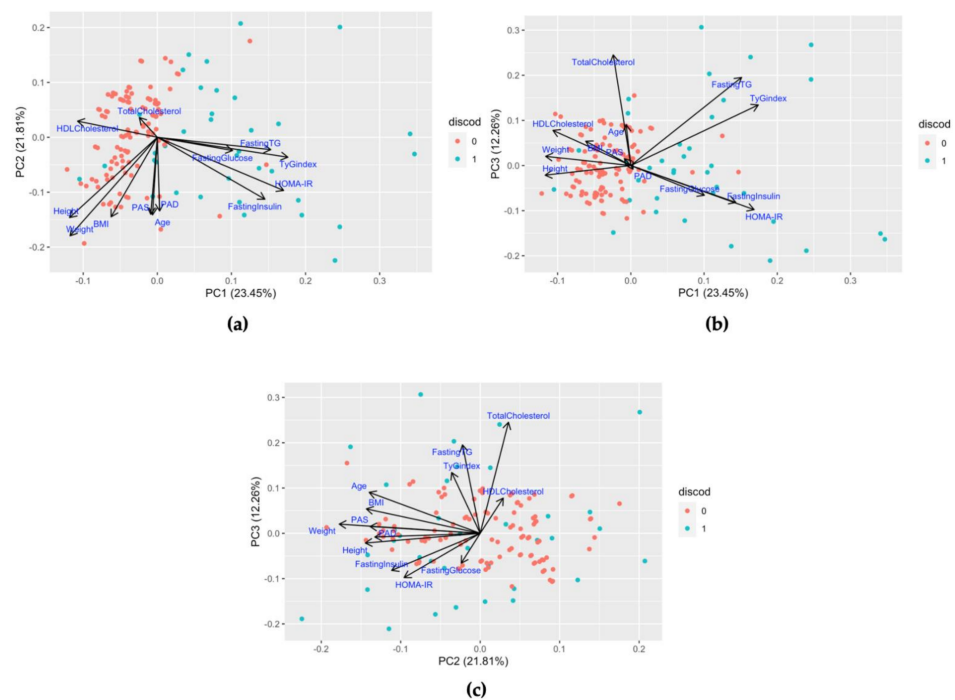 0.2
0.1
0.0
-0.1
-0.2
PC2 (21.81%)
TotalCholesterol
HDLCholesterol
FastingTG
FastingGlucose
TyGindex
HOMA-IR
FastingInsulin
Height
Weight
BMI
PAS
PAD
Age
-0.1 0.0 0.1 0.2 0.3
PC1 (23.45%)
discod
0
1
(a)
0.3
0.2
0.1
0.0
-0.1
-0.2
PC3 (12.26%)
TotalCholesterol
FastingTG
TyGindex
HDLCholesterol
Age
Weight
BMI
PAS
Height
PAD
FastingGlucose
FastingInsulin
HOMA-IR
-0.1 0.0 0.1 0.2 0.3
PC1 (23.45%)
discod
0
1
(b)
0.3
0.2
0.1
0.0
-0.1
-0.2
PC3 (12.26%)
TotalCholesterol
FastingTG
TyGindex
HDLCholesterol
Age
BMI
PAS
Weight
PAD
Height
FastingInsulin
FastingGlucose
HOMA-IR
-0.2 -0.1 0.0 0.1 0.2
PC2 (21.81%)
discod
0
1
(c)